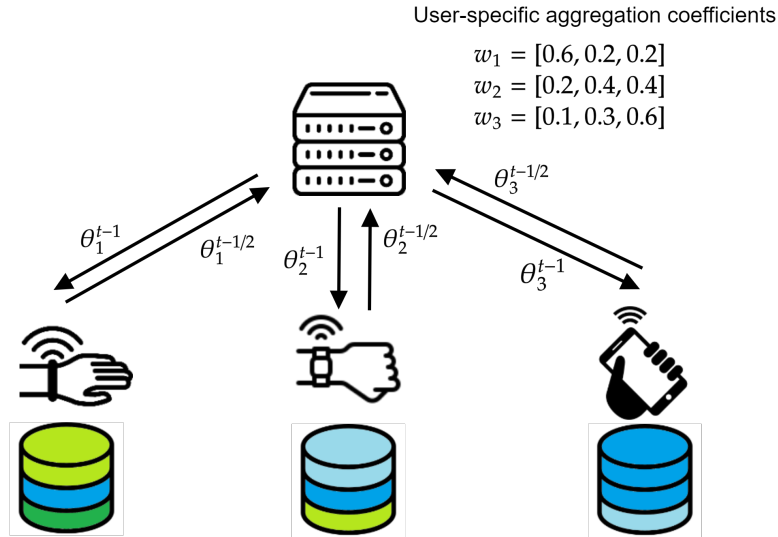 User-specific aggregation coefficients
w₁ = [0.6, 0.2, 0.2]
w₂ = [0.2, 0.4, 0.4]
w₃ = [0.1, 0.3, 0.6]
θ₃^{t−1/2}
θ₁^{t−1}
θ₁^{t−1/2}
θ₂^{t−1}
θ₂^{t−1/2}
θ₃^{t−1}